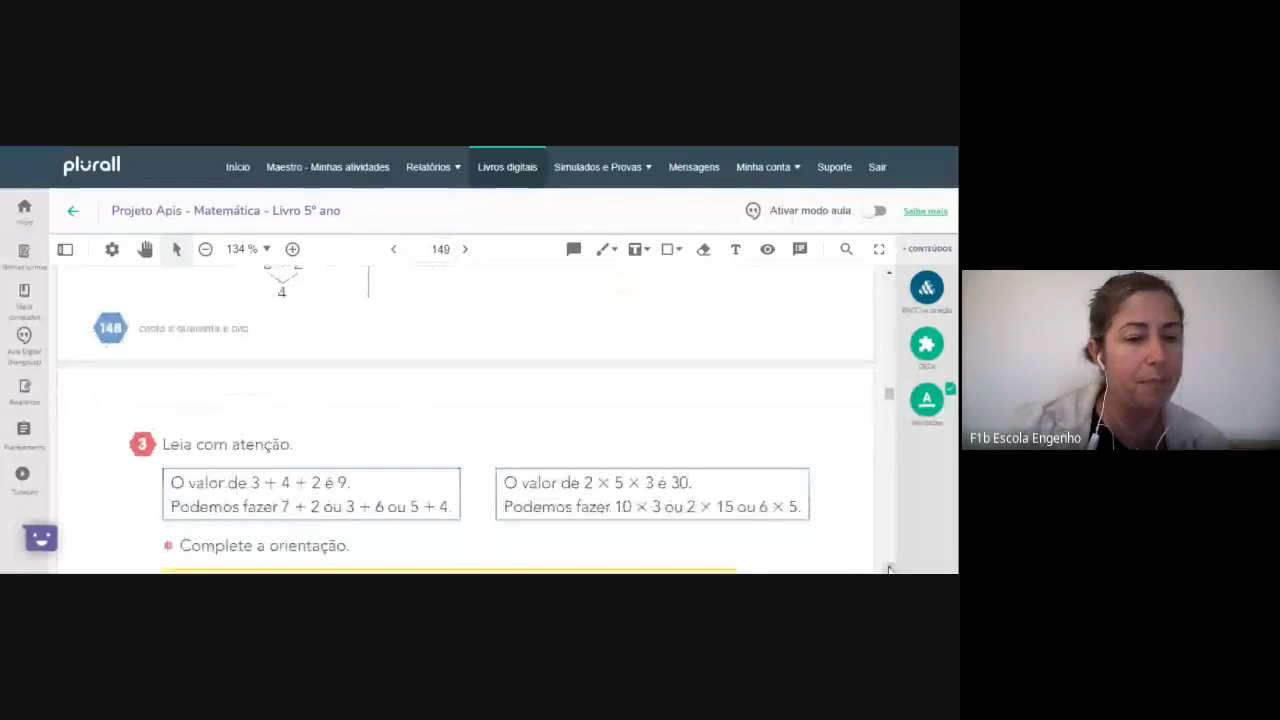 plurall
Início Maestro - Minhas atividades Relatórios Livros digitais Simulados e Provas Mensagens Minha conta Suporte Sair
Projeto Ápis - Matemática - Livro 5º ano
Ativar modo aula
Saiba mais
134 %
149
+ CONTEÚDOS
4
148 cento e quarenta e oito
3 Leia com atenção.
O valor de 3 + 4 + 2 é 9.
Podemos fazer 7 + 2 ou 3 + 6 ou 5 + 4.
O valor de 2 × 5 × 3 é 30.
Podemos fazer 10 × 3 ou 2 × 15 ou 6 × 5.
Complete a orientação.
F1b Escola Engenho